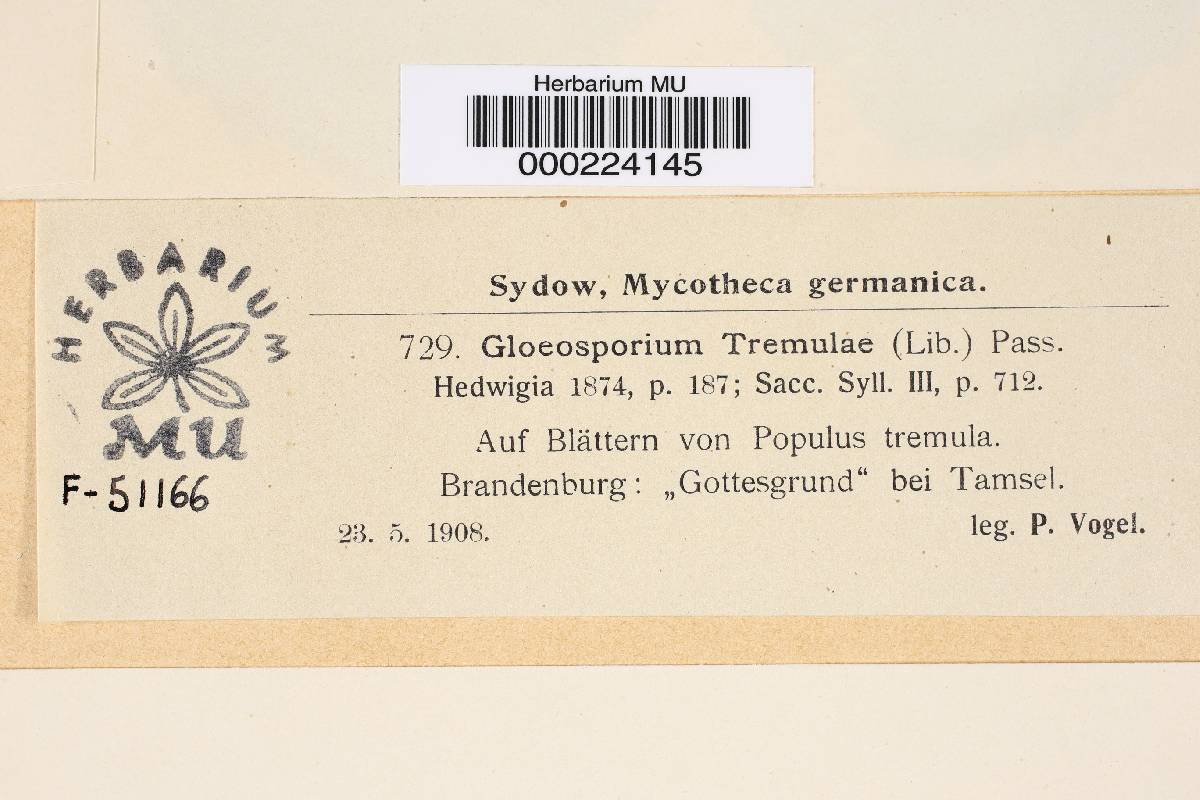 Herbarium MU
000224145
HERBARIUM
MU
F-51166
Sydow, Mycotheca germanica.
729. Gloeosporium Tremulae (Lib.) Pass.
Hedwigia 1874, p. 187; Sacc. Syll. III, p. 712.
Auf Blättern von Populus tremula.
Brandenburg: „Gottesgrund“ bei Tamsel.
23. 5. 1908. leg. P. Vogel.